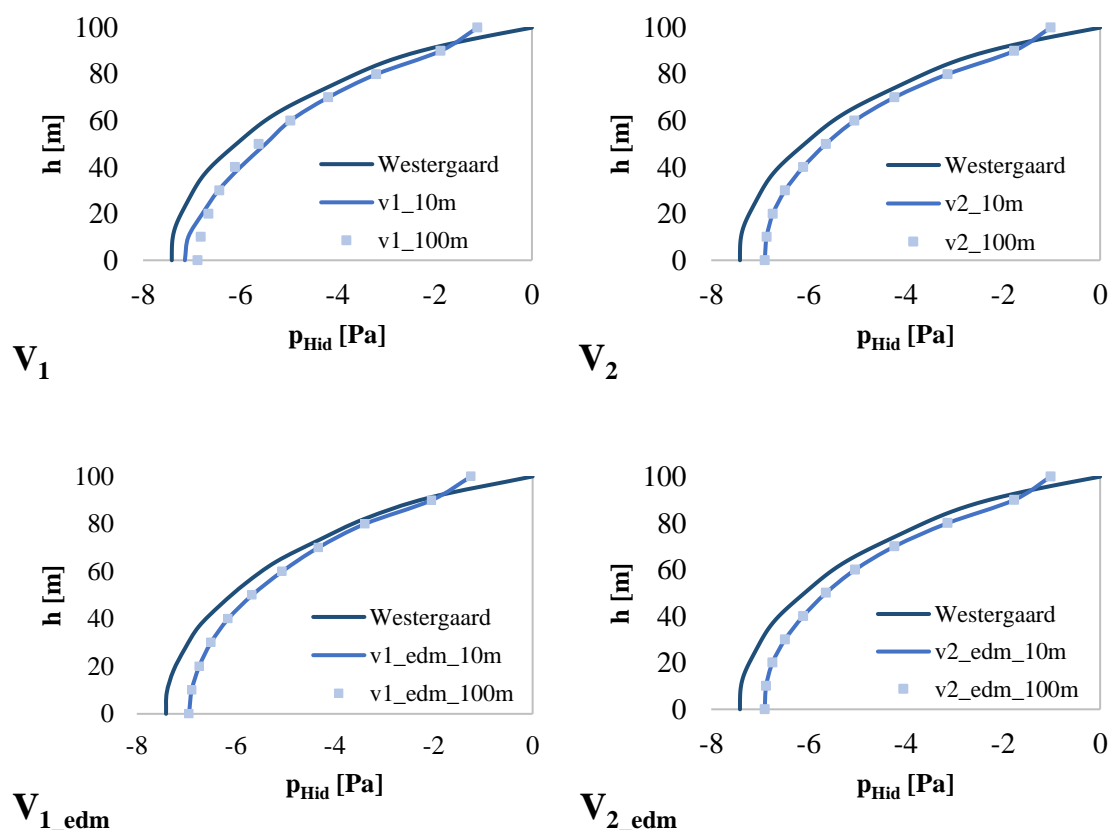 100
80
60
40
20
0
h [m]
Westergaard
v1_10m
v1_100m
-8 -6 -4 -2 0
pHid [Pa]
V1
100
80
60
40
20
0
h [m]
Westergaard
v2_10m
v2_100m
-8 -6 -4 -2 0
pHid [Pa]
V2
100
80
60
40
20
0
h [m]
Westergaard
v1_edm_10m
v1_edm_100m
-8 -6 -4 -2 0
pHid [Pa]
V1_edm
100
80
60
40
20
0
h [m]
Westergaard
v2_edm_10m
v2_edm_100m
-8 -6 -4 -2 0
pHid [Pa]
V2_edm